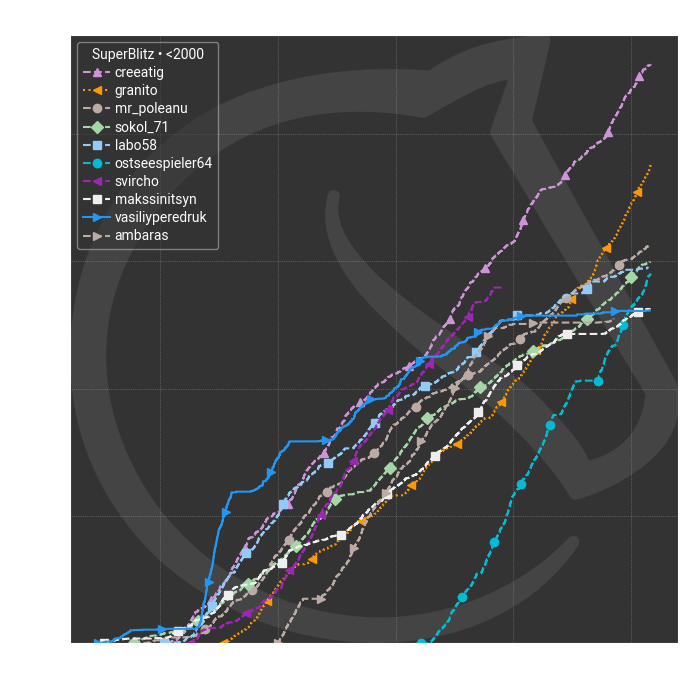 SuperBlitz • <2000
creeatig
granito
mr_poleanu
sokol_71
labo58
ostseespieler64
svircho
makssinitsyn
vasiliyperedruk
ambaras